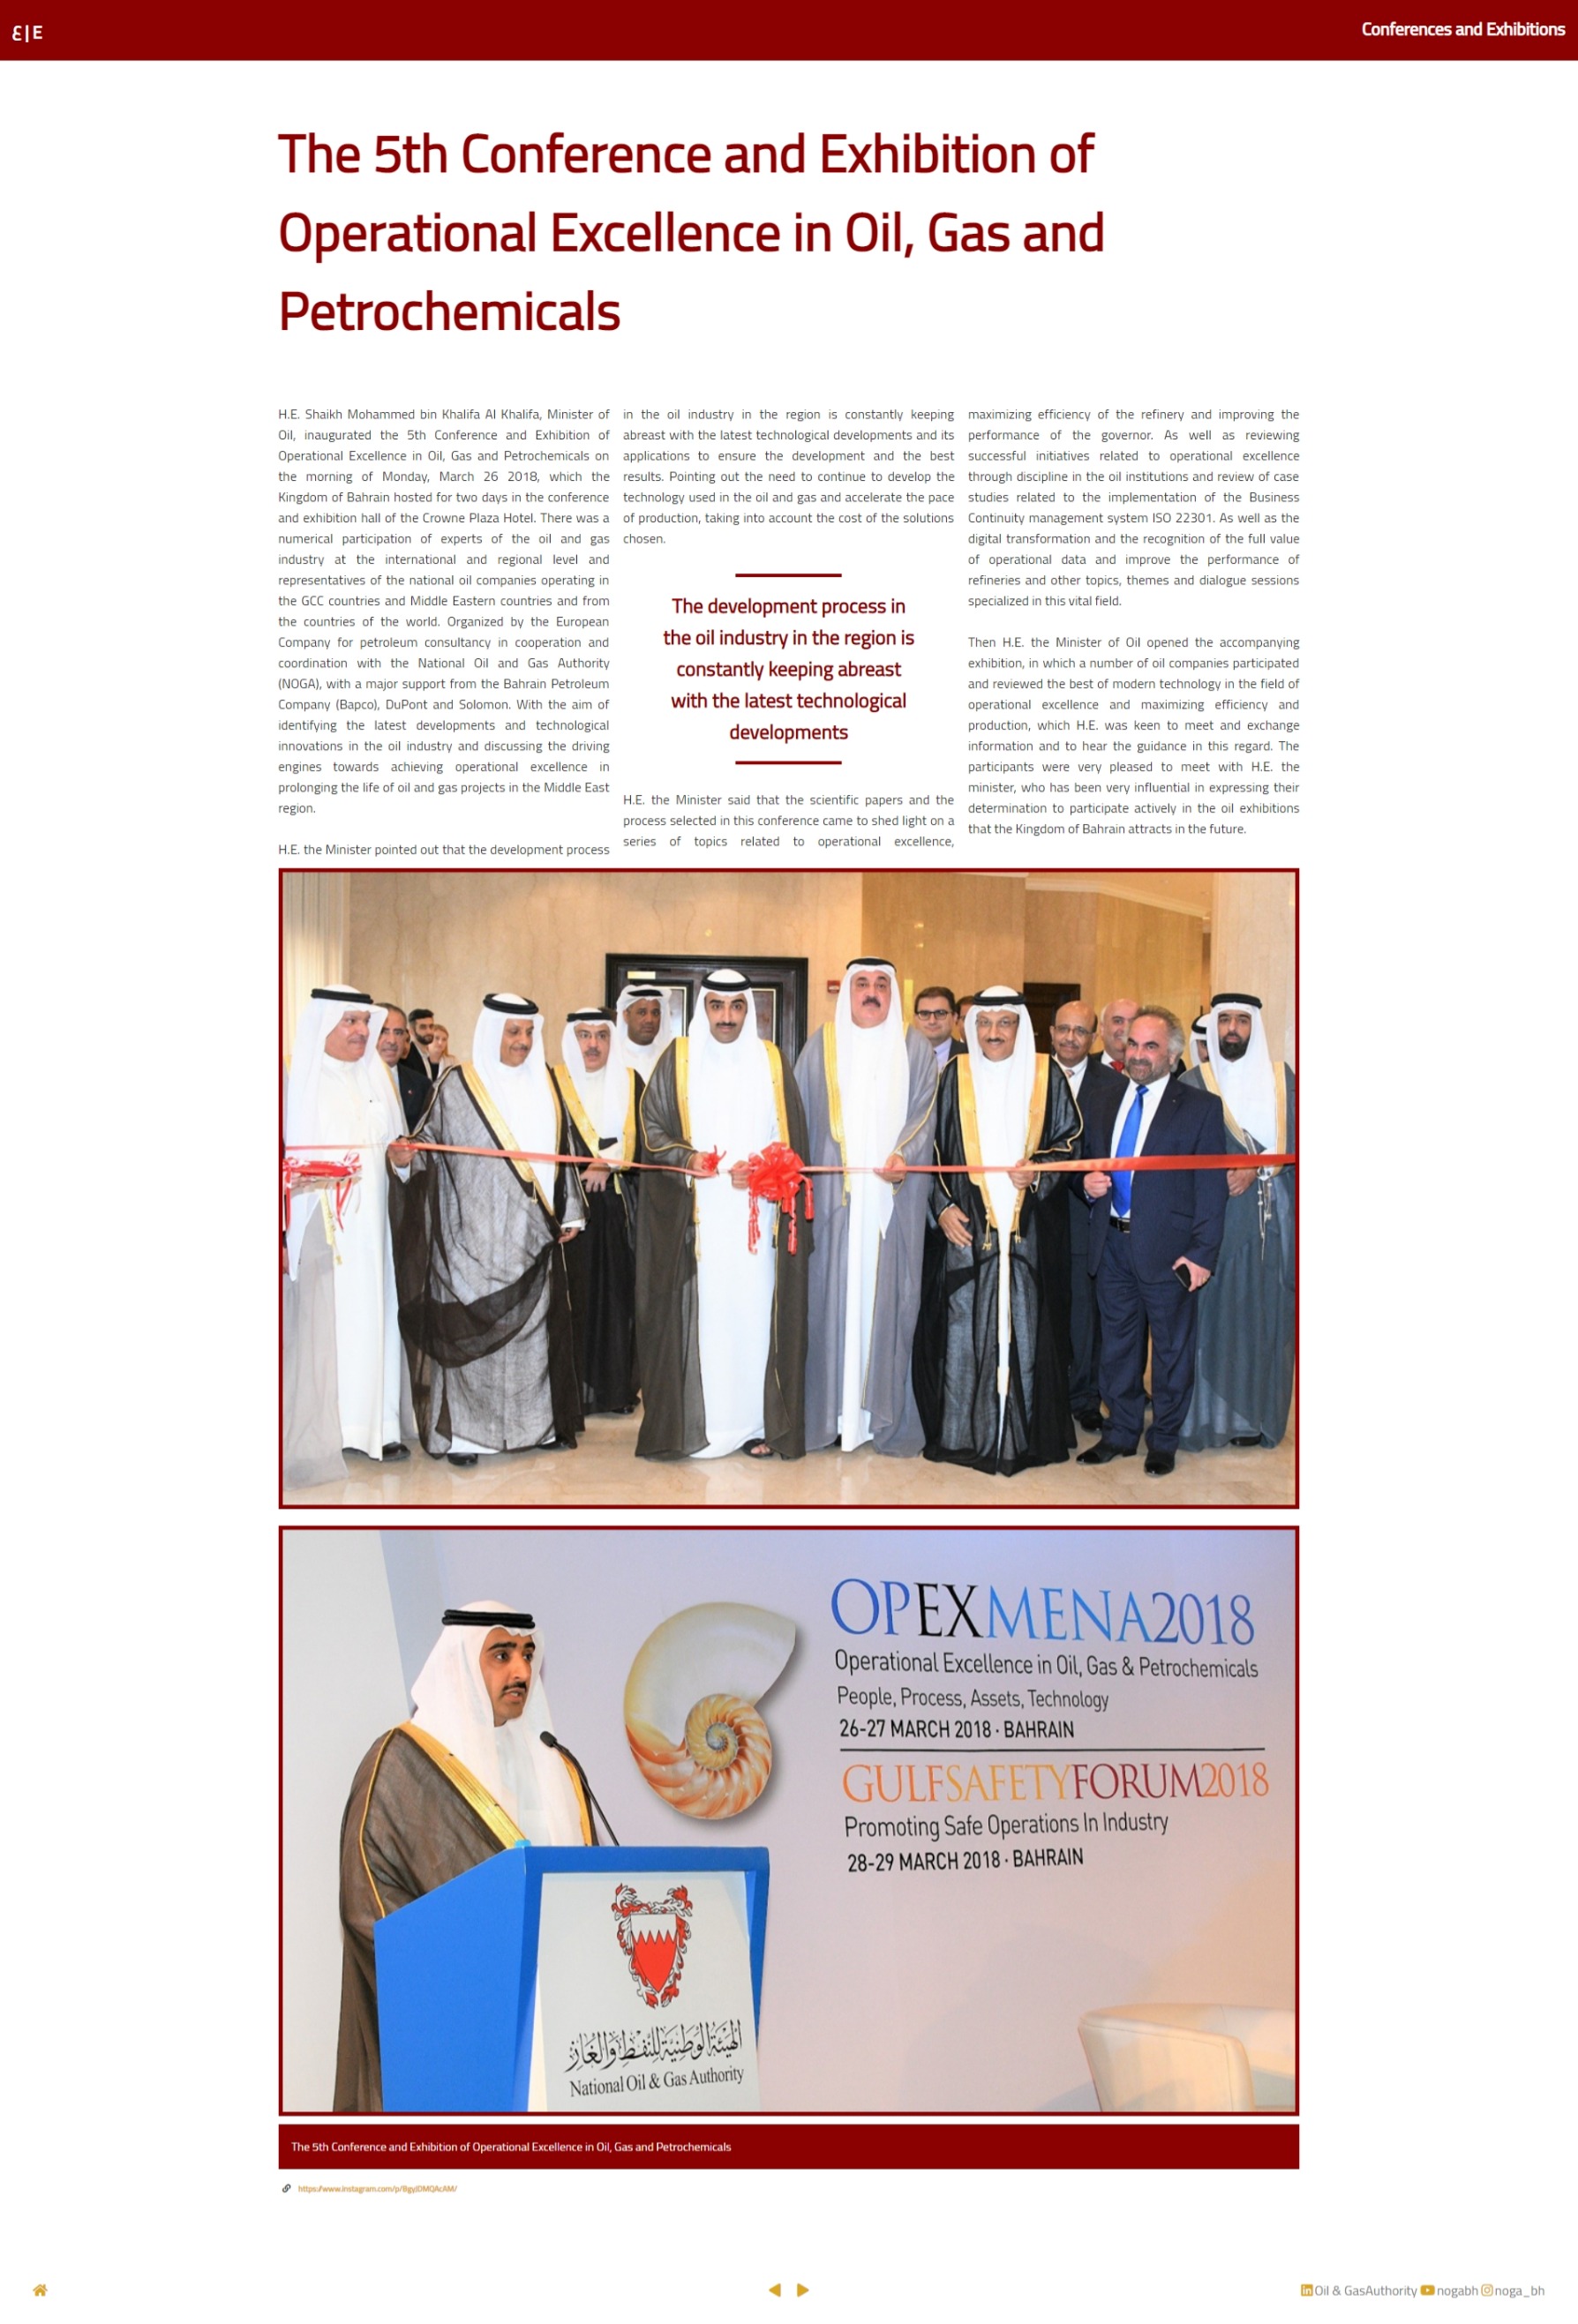 ع|E
Conferences and Exhibitions
The 5th Conference and Exhibition of
Operational Excellence in Oil, Gas and
Petrochemicals
H.E. Shaikh Mohammed bin Khalifa Al Khalifa, Minister of
Oil, inaugurated the 5th Conference and Exhibition of
Operational Excellence in Oil, Gas and Petrochemicals on
the morning of Monday, March 26 2018, which the
Kingdom of Bahrain hosted for two days in the conference
and exhibition hall of the Crowne Plaza Hotel. There was a
numerical participation of experts of the oil and gas
industry at the international and regional level and
representatives of the national oil companies operating in
the GCC countries and Middle Eastern countries and from
the countries of the world. Organized by the European
Company for petroleum consultancy in cooperation and
coordination with the National Oil and Gas Authority
(NOGA), with a major support from the Bahrain Petroleum
Company (Bapco), DuPont and Solomon. With the aim of
identifying the latest developments and technological
innovations in the oil industry and discussing the driving
engines towards achieving operational excellence in
prolonging the life of oil and gas projects in the Middle East
region.
H.E. the Minister pointed out that the development process
in the oil industry in the region is constantly keeping
abreast with the latest technological developments and its
applications to ensure the development and the best
results. Pointing out the need to continue to develop the
technology used in the oil and gas and accelerate the pace
of production, taking into account the cost of the solutions
chosen.
The development process in
the oil industry in the region is
constantly keeping abreast
with the latest technological
developments
H.E. the Minister said that the scientific papers and the
process selected in this conference came to shed light on a
series of topics related to operational excellence,
maximizing efficiency of the refinery and improving the
performance of the governor. As well as reviewing
successful initiatives related to operational excellence
through discipline in the oil institutions and review of case
studies related to the implementation of the Business
Continuity management system ISO 22301. As well as the
digital transformation and the recognition of the full value
of operational data and improve the performance of
refineries and other topics, themes and dialogue sessions
specialized in this vital field.
Then H.E. the Minister of Oil opened the accompanying
exhibition, in which a number of oil companies participated
and reviewed the best of modern technology in the field of
operational excellence and maximizing efficiency and
production, which H.E. was keen to meet and exchange
information and to hear the guidance in this regard. The
participants were very pleased to meet with H.E. the
minister, who has been very influential in expressing their
determination to participate actively in the oil exhibitions
that the Kingdom of Bahrain attracts in the future.
OPEXMENA2018
Operational Excellence in Oil, Gas & Petrochemicals
People, Process, Assets, Technology
26-27 MARCH 2018 · BAHRAIN
GULFSAFETYFORUM2018
Promoting Safe Operations In Industry
28-29 MARCH 2018 · BAHRAIN
الهيئة الوطنية للنفط والغاز
National Oil & Gas Authority
The 5th Conference and Exhibition of Operational Excellence in Oil, Gas and Petrochemicals
Oil & GasAuthority nogabh noga_bh